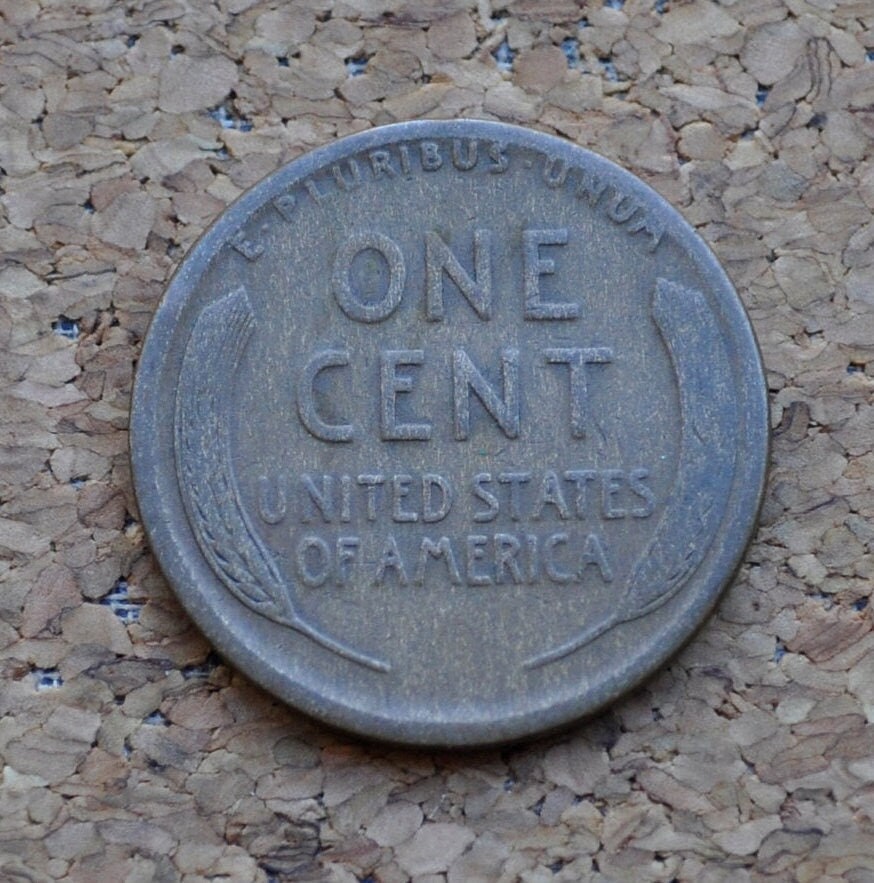 E·PLURIBUS·UNUM
ONE
CENT
UNITED STATES
OF AMERICA